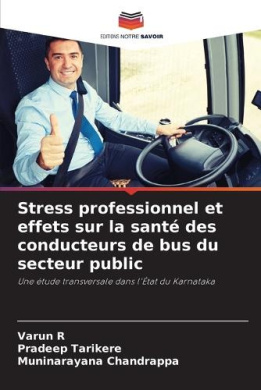 EDITIONS NOTRE SAVOIR
Stress professionnel et
effets sur la santé des
conducteurs de bus du
secteur public
Une étude transversale dans l'État du Karnataka
Varun R
Pradeep Tarikere
Muninarayana Chandrappa